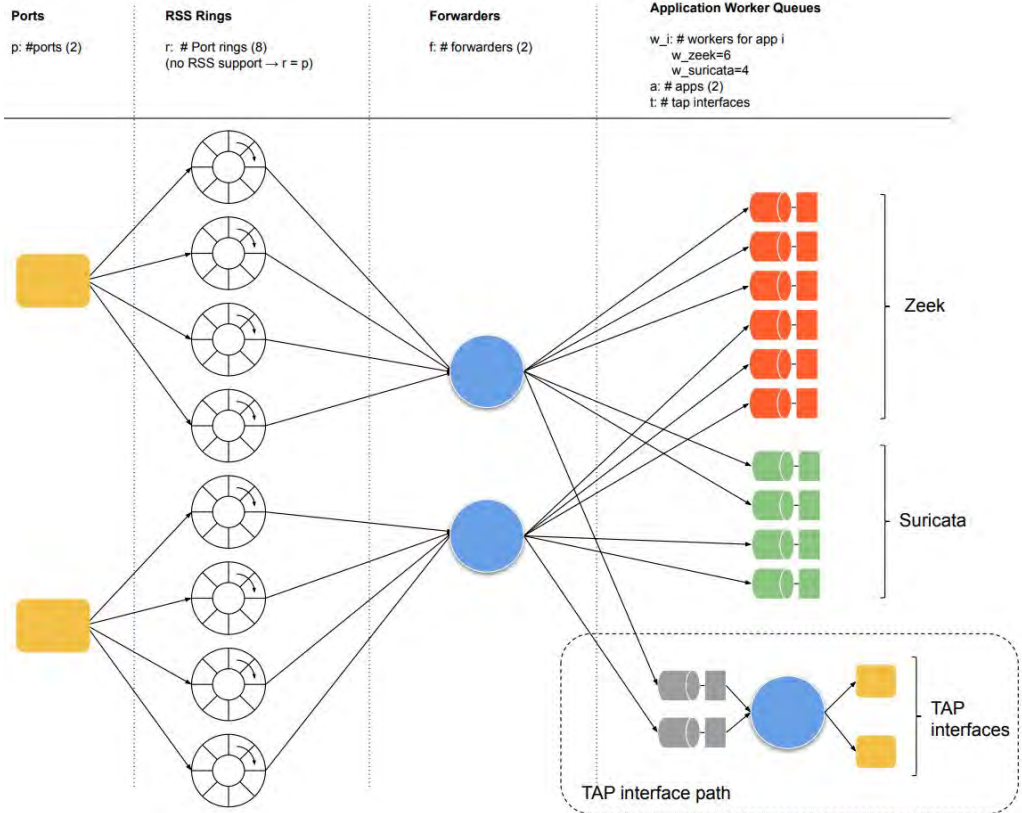 Ports
p: #ports (2)
RSS Rings
r:  # Port rings (8)
(no RSS support → r = p)
Forwarders
f: # forwarders (2)
Application Worker Queues
w_i: # workers for app i
w_zeek=6
w_suricata=4
a: # apps (2)
t: # tap interfaces
Zeek
Suricata
TAP
interfaces
TAP interface path